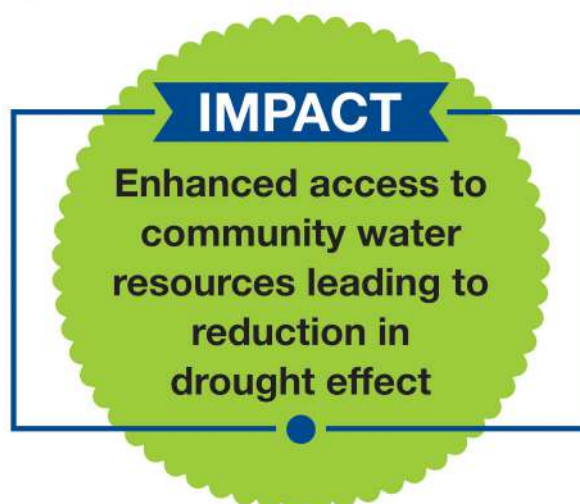 IMPACT
Enhanced access to
community water
resources leading to
reduction in
drought effect